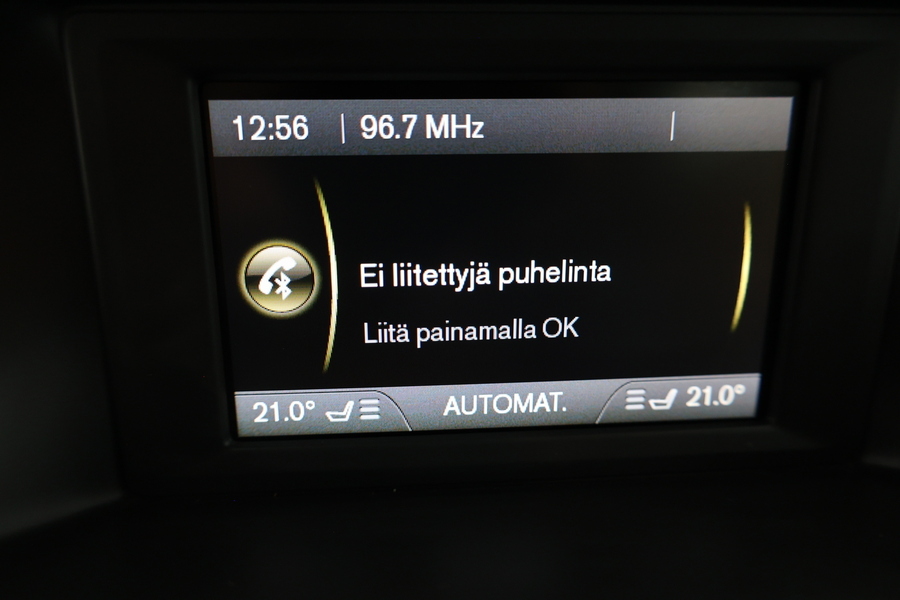 12:56 | 96.7 MHz |
Ei liitettyjä puhelinta
Liitä painamalla OK
21.0° AUTOMAT. 21.0°